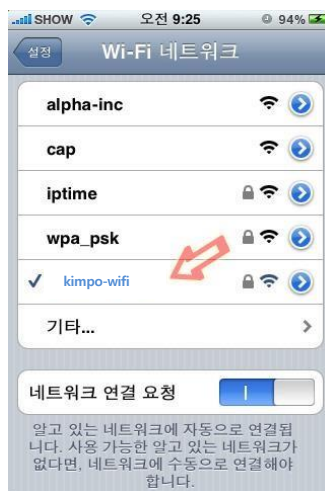 SHOW 오전 9:25 94%
설정 Wi-Fi 네트워크
alpha-inc
cap
iptime
wpa_psk
kimpo-wifi
기타...
네트워크 연결 요청
알고 있는 네트워크에 자동으로 연결됩
니다. 사용 가능한 알고 있는 네트워크가
없다면, 네트워크에 수동으로 연결해야
합니다.